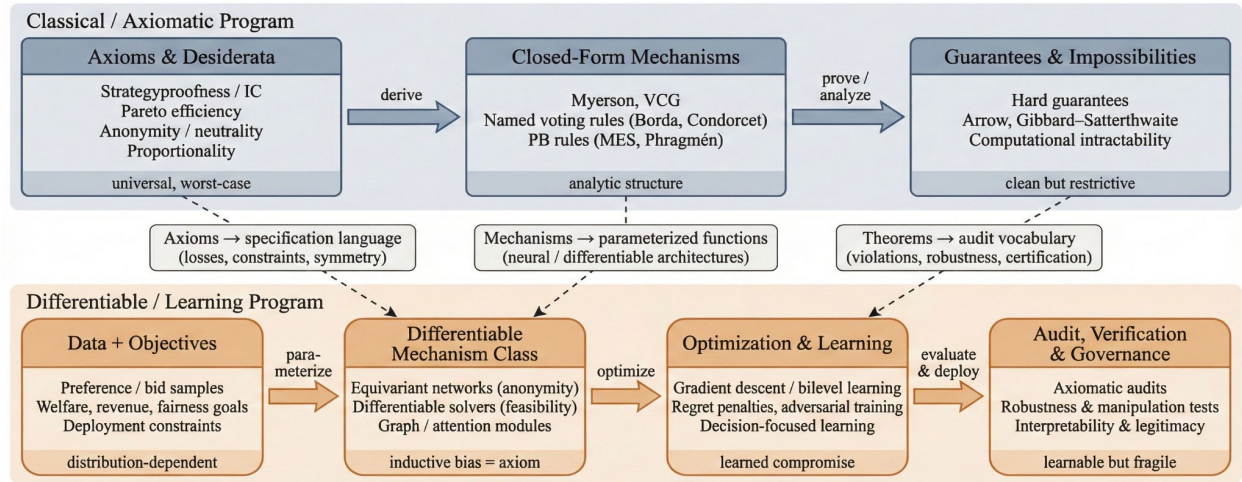 Classical / Axiomatic Program
Axioms & Desiderata
Strategyproofness / IC
Pareto efficiency
Anonymity / neutrality
Proportionality
universal, worst-case
derive
Closed-Form Mechanisms
Myerson, VCG
Named voting rules (Borda, Condorcet)
PB rules (MES, Phragmén)
analytic structure
prove /
analyze
Guarantees & Impossibilities
Hard guarantees
Arrow, Gibbard–Satterthwaite
Computational intractability
clean but restrictive
Axioms → specification language
(losses, constraints, symmetry)
Mechanisms → parameterized functions
(neural / differentiable architectures)
Theorems → audit vocabulary
(violations, robustness, certification)
Differentiable / Learning Program
Data + Objectives
Preference / bid samples
Welfare, revenue, fairness goals
Deployment constraints
distribution-dependent
para-
meterize
Differentiable
Mechanism Class
Equivariant networks (anonymity)
Differentiable solvers (feasibility)
Graph / attention modules
inductive bias = axiom
optimize
Optimization & Learning
Gradient descent / bilevel learning
Regret penalties, adversarial training
Decision-focused learning
learned compromise
evaluate
& deploy
Audit, Verification
& Governance
Axiomatic audits
Robustness & manipulation tests
Interpretability & legitimacy
learnable but fragile